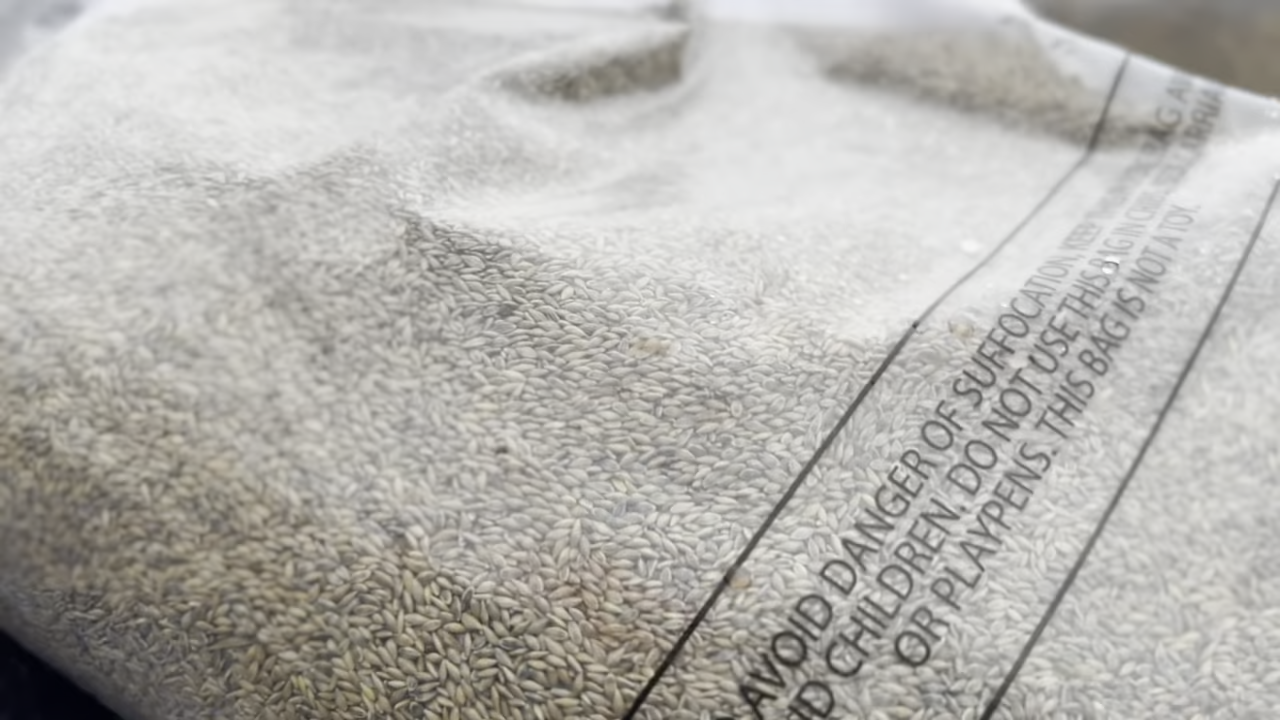 AVOID DANGER OF SUFFOCATION KEEP
CHILDREN. DO NOT USE THIS BAG IN
OR PLAYPENS. THIS BAG IS NOT A TOY.